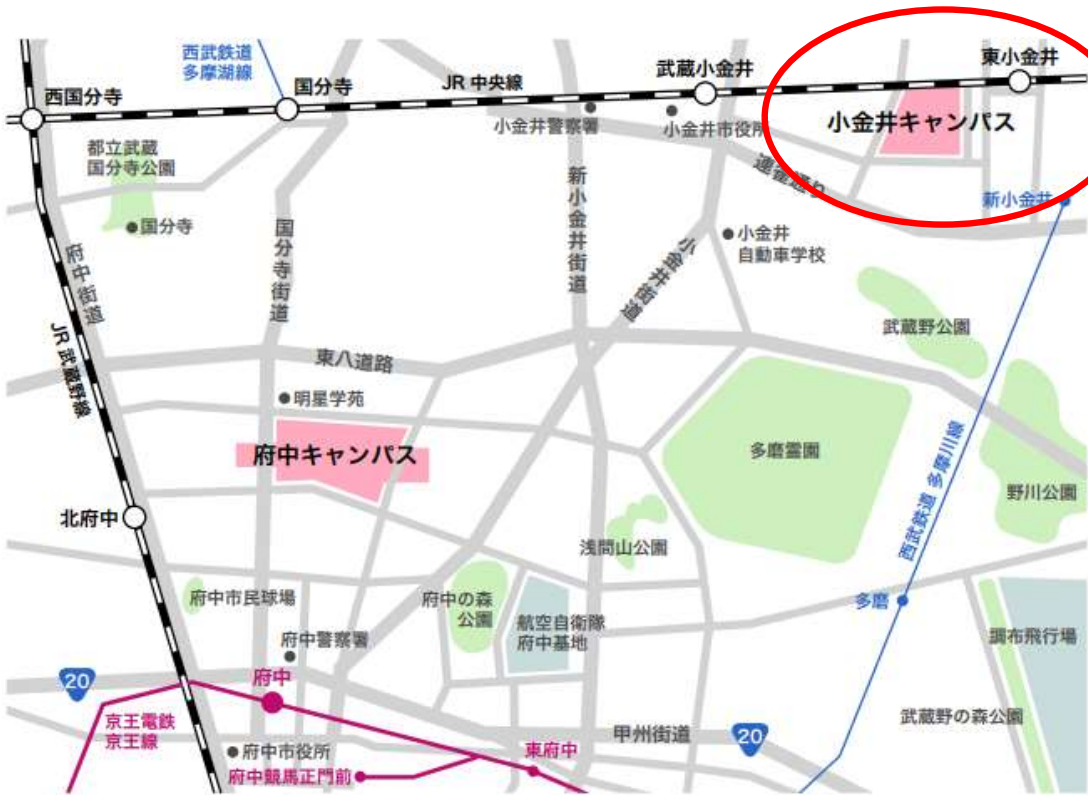 西武鉄道
多摩湖線
国分寺
JR 中央線
武蔵小金井
東小金井
西国分寺
小金井警察署
小金井市役所
小金井キャンパス
都立武蔵
国分寺公園
連雀通り
新小金井
国分寺
府中街道
国分寺街道
新小金井街道
小金井街道
小金井
自動車学校
JR 武蔵野線
東八道路
武蔵野公園
明星学苑
府中キャンパス
多磨霊園
西武鉄道 多摩川線
野川公園
北府中
浅間山公園
府中市民球場
府中の森
公園
航空自衛隊
府中基地
多磨
調布飛行場
府中警察署
20
府中
京王電鉄
京王線
甲州街道
20
武蔵野の森公園
府中市役所
東府中
府中競馬正門前